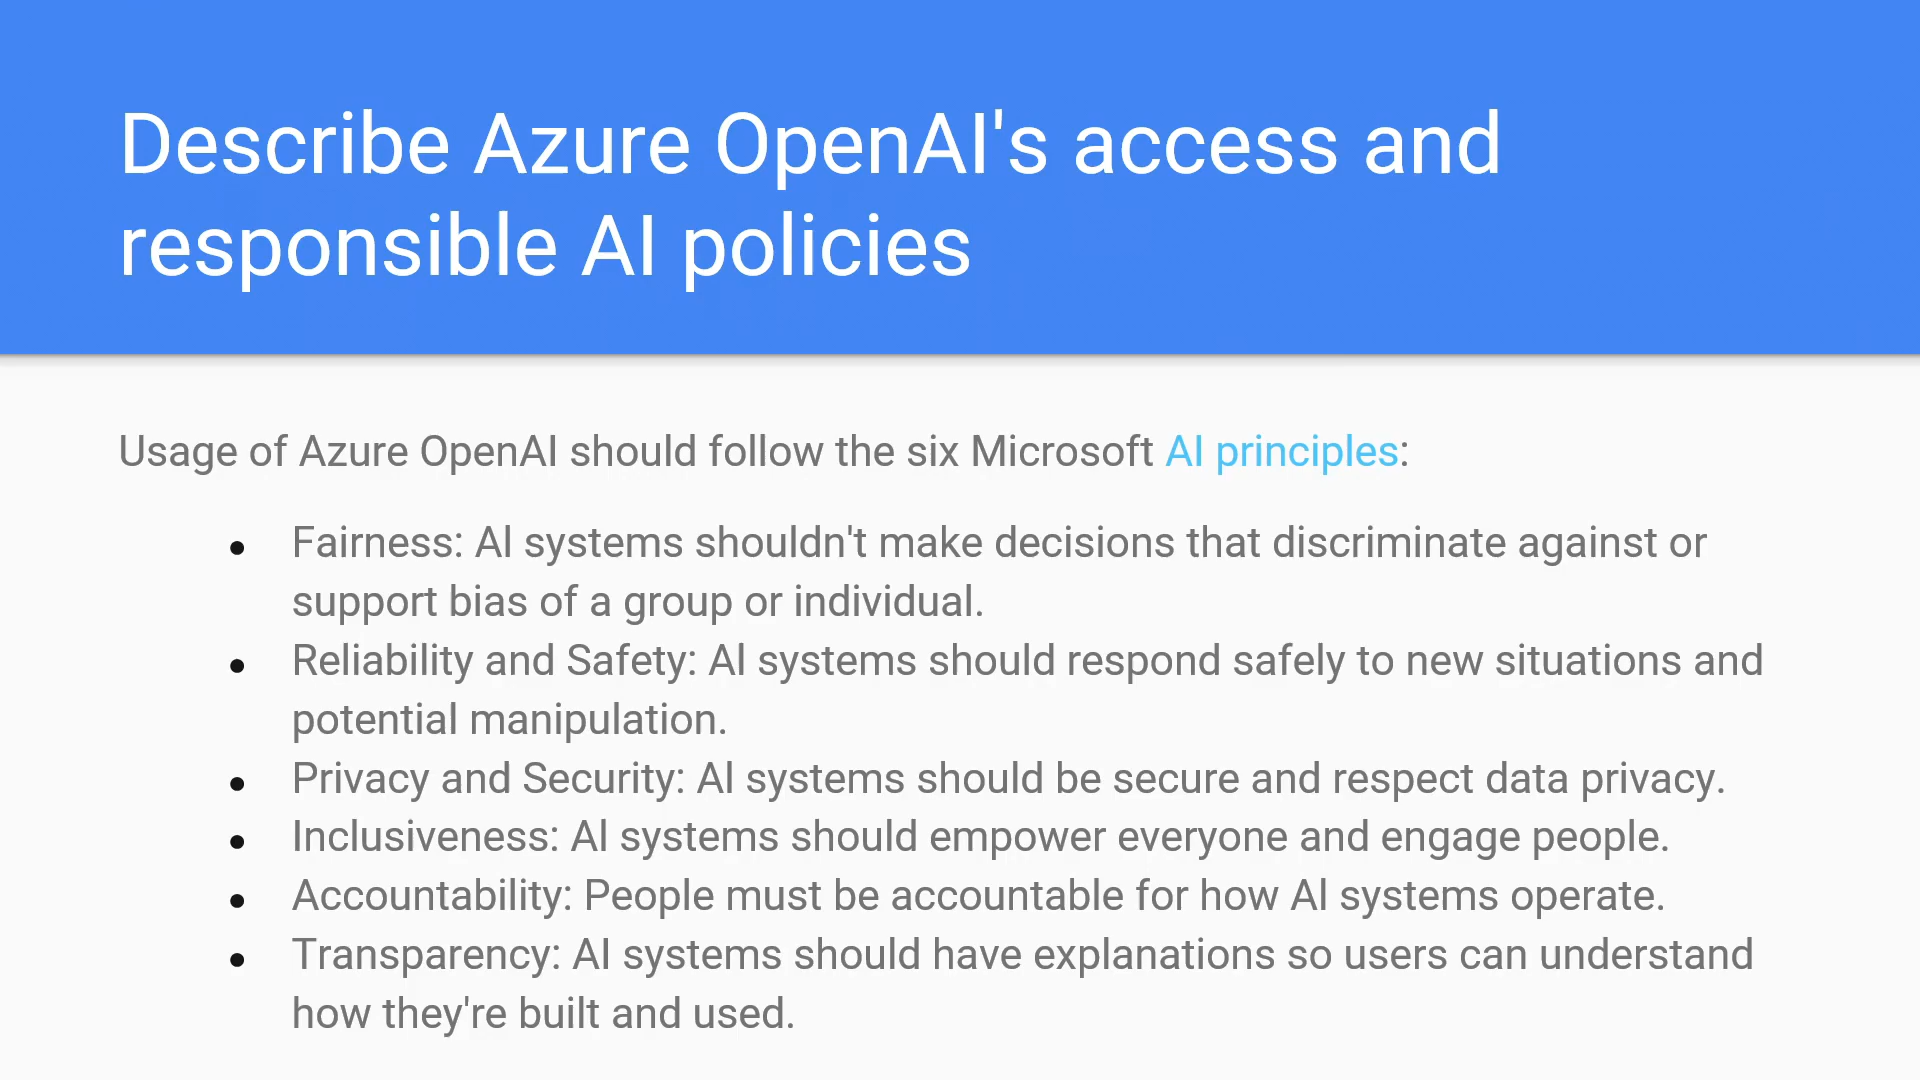 Describe Azure OpenAI's access and
responsible AI policies
Usage of Azure OpenAI should follow the six Microsoft AI principles:
● Fairness: AI systems shouldn't make decisions that discriminate against or
support bias of a group or individual.
● Reliability and Safety: AI systems should respond safely to new situations and
potential manipulation.
● Privacy and Security: AI systems should be secure and respect data privacy.
● Inclusiveness: AI systems should empower everyone and engage people.
● Accountability: People must be accountable for how AI systems operate.
● Transparency: AI systems should have explanations so users can understand
how they're built and used.